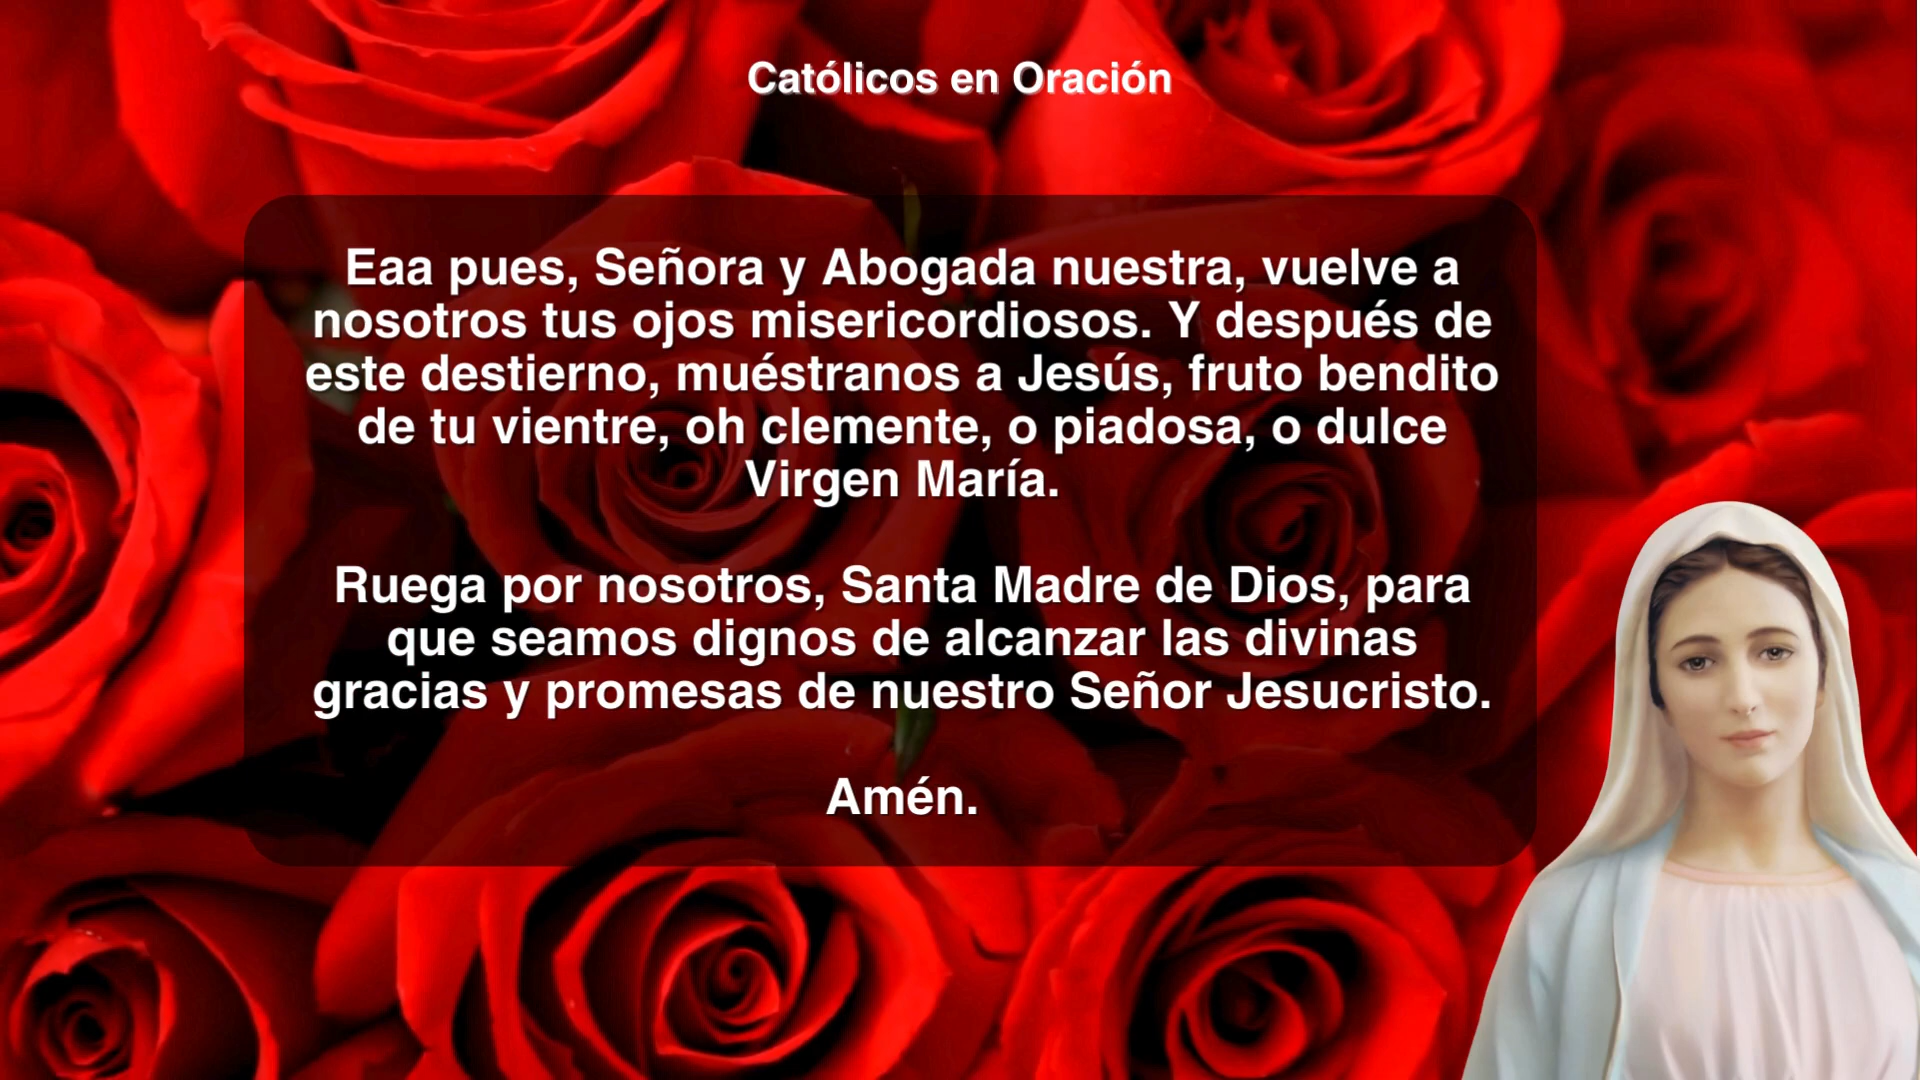 Católicos en Oración
Eaa pues, Señora y Abogada nuestra, vuelve a
nosotros tus ojos misericordiosos. Y después de
este destierno, muéstranos a Jesús, fruto bendito
de tu vientre, oh clemente, o piadosa, o dulce
Virgen María.
Ruega por nosotros, Santa Madre de Dios, para
que seamos dignos de alcanzar las divinas
gracias y promesas de nuestro Señor Jesucristo.
Amén.